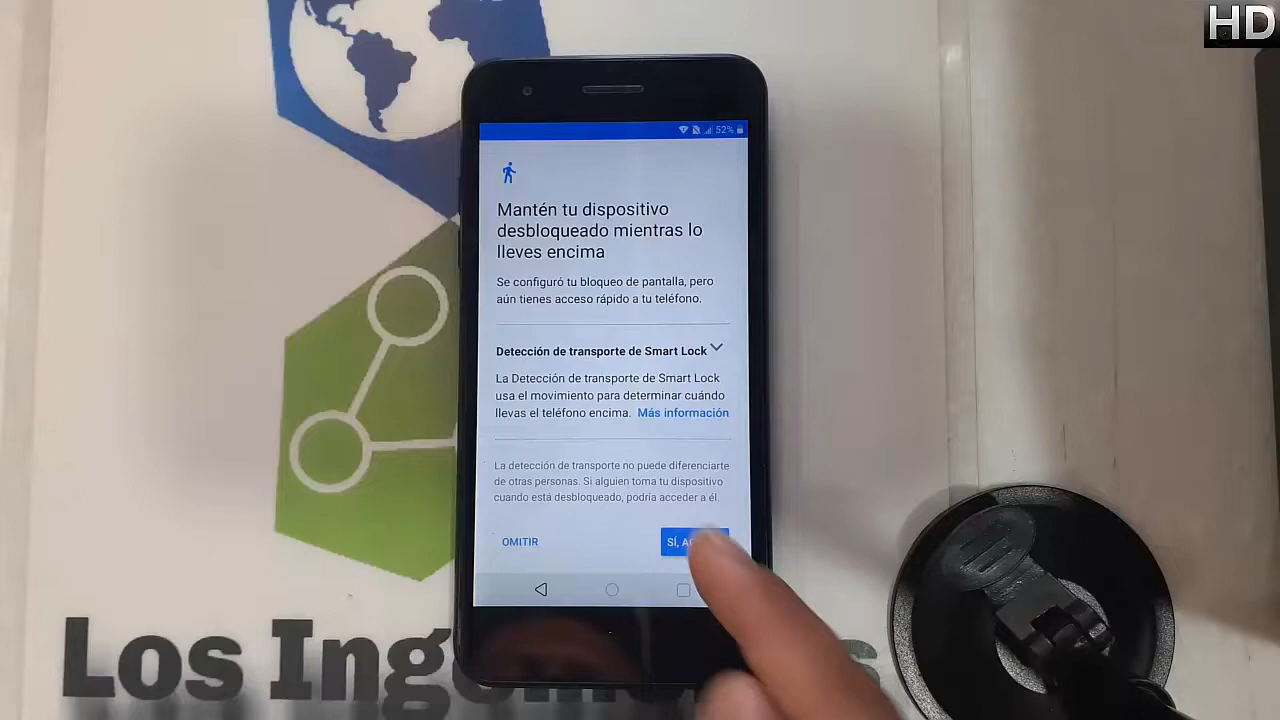 HD
52%
Mantén tu dispositivo
desbloqueado mientras lo
lleves encima
Se configuró tu bloqueo de pantalla, pero
aún tienes acceso rápido a tu teléfono.
Detección de transporte de Smart Lock
La Detección de transporte de Smart Lock
usa el movimiento para determinar cuándo
llevas el teléfono encima. Más información
La detección de transporte no puede diferenciarte
de otras personas. Si alguien toma tu dispositivo
cuando está desbloqueado, podría acceder a él.
OMITIR
SÍ,
Los